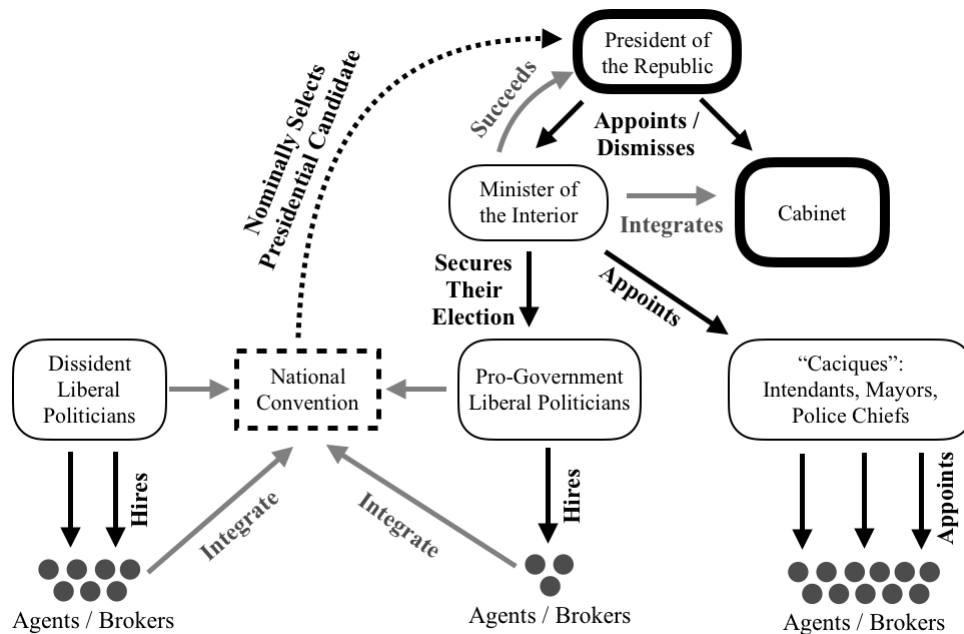 President of
the Republic
Nominally Selects
Presidential Candidate
Succeeds
Appoints /
Dismisses
Minister of
the Interior
Integrates
Cabinet
Secures
Their
Election
Appoints
Dissident
Liberal
Politicians
National
Convention
Pro-Government
Liberal Politicians
“Caciques”:
Intendants, Mayors,
Police Chiefs
Hires
Integrate
Integrate
Hires
Appoints
Agents / Brokers
Agents / Brokers
Agents / Brokers